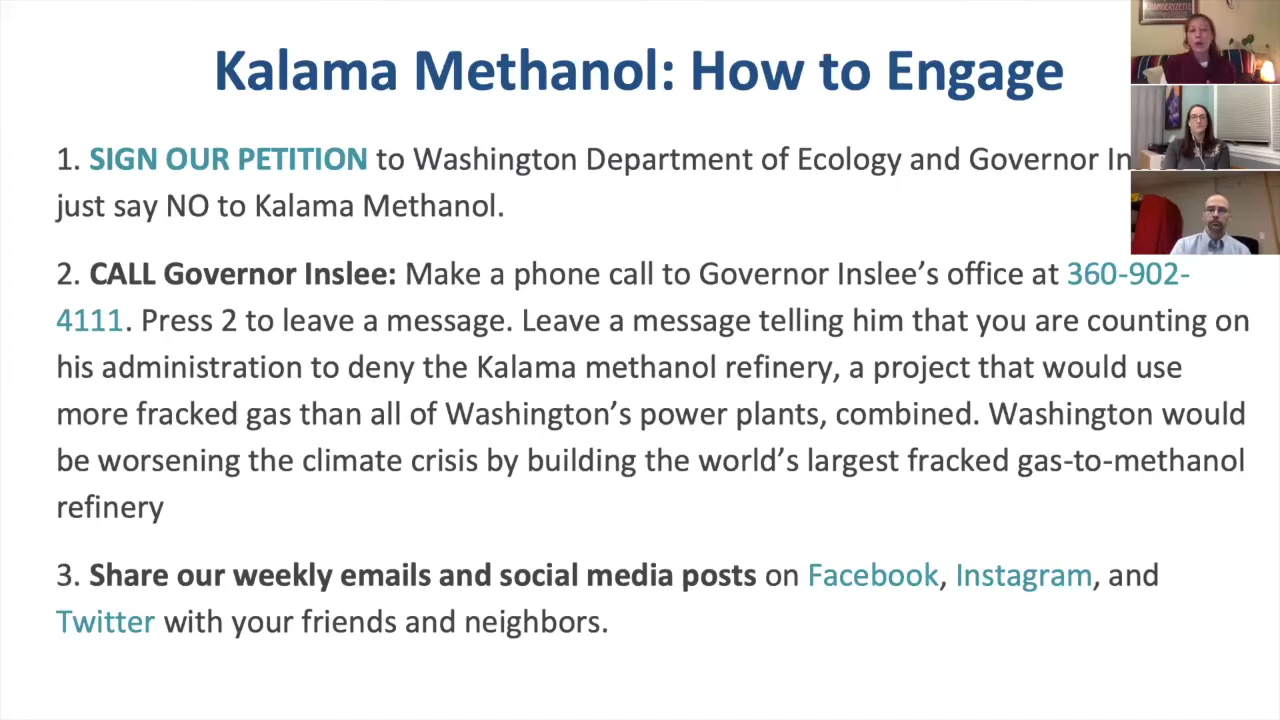 Kalama Methanol: How to Engage
1. SIGN OUR PETITION to Washington Department of Ecology and Governor
just say NO to Kalama Methanol.
2. CALL Governor Inslee: Make a phone call to Governor Inslee’s office at 360-902-
4111. Press 2 to leave a message. Leave a message telling him that you are counting on
his administration to deny the Kalama methanol refinery, a project that would use
more fracked gas than all of Washington’s power plants, combined. Washington would
be worsening the climate crisis by building the world’s largest fracked gas-to-methanol
refinery
3. Share our weekly emails and social media posts on Facebook, Instagram, and
Twitter with your friends and neighbors.